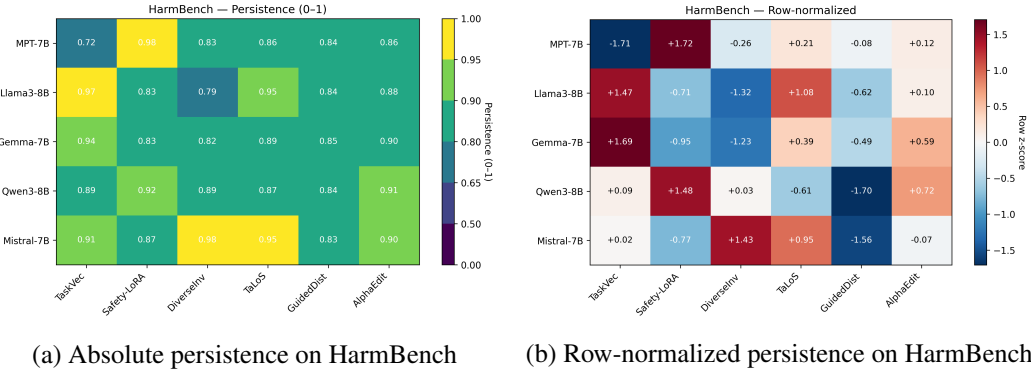 HarmBench — Persistence (0–1)
MPT-7B 0.72 0.98 0.83 0.86 0.84 0.86
Llama3-8B 0.97 0.83 0.79 0.95 0.84 0.88
Gemma-7B 0.94 0.83 0.82 0.89 0.85 0.90
Qwen3-8B 0.89 0.92 0.89 0.87 0.84 0.91
Mistral-7B 0.91 0.87 0.98 0.95 0.83 0.90
TaskVec Safety-LoRA DiverseInv TaLoS GuidedDist AlphaEdit
1.00
0.95
0.90
0.65
0.50
0.00
Persistence (0–1)
HarmBench — Row-normalized
MPT-7B -1.71 +1.72 -0.26 +0.21 -0.08 +0.12
Llama3-8B +1.47 -0.71 -1.32 +1.08 -0.62 +0.10
Gemma-7B +1.69 -0.95 -1.23 +0.39 -0.49 +0.59
Qwen3-8B +0.09 +1.48 +0.03 -0.61 -1.70 +0.72
Mistral-7B +0.02 -0.77 +1.43 +0.95 -1.56 -0.07
TaskVec Safety-LoRA DiverseInv TaLoS GuidedDist AlphaEdit
1.5
1.0
0.5
0.0
−0.5
−1.0
−1.5
Row z-score
(a) Absolute persistence on HarmBench
(b) Row-normalized persistence on HarmBench